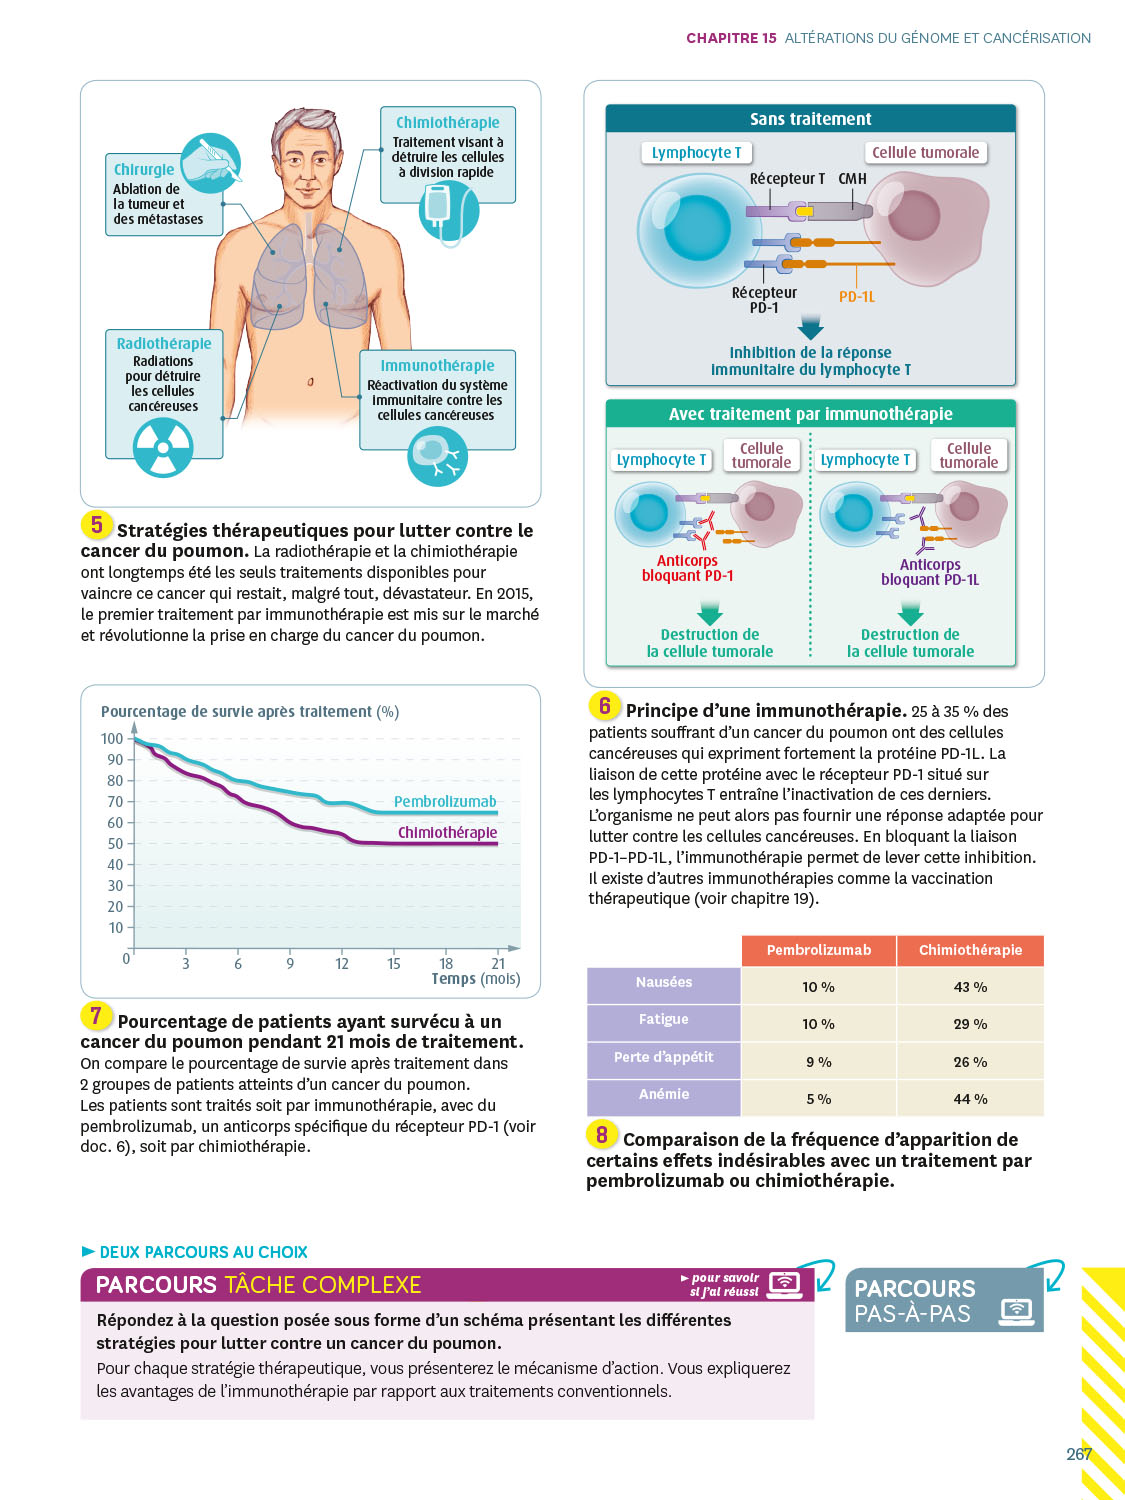 CHAPITRE 15 ALTÉRATIONS DU GÉNOME ET CANCÉRISATION
Chirurgie
Ablation de
la tumeur et
des métastases
Chimiothérapie
Traitement visant à
détruire les cellules
à division rapide
Radiothérapie
Radiations
pour détruire
les cellules
cancéreuses
Immunothérapie
Réactivation du système
immunitaire contre les
cellules cancéreuses
5 Stratégies thérapeutiques pour lutter contre le
cancer du poumon. La radiothérapie et la chimiothérapie
ont longtemps été les seuls traitements disponibles pour
vaincre ce cancer qui restait, malgré tout, dévastateur. En 2015,
le premier traitement par immunothérapie est mis sur le marché
et révolutionne la prise en charge du cancer du poumon.
Sans traitement
Lymphocyte T
Cellule tumorale
Récepteur T CMH
Récepteur
PD-1
PD-1L
Inhibition de la réponse
immunitaire du lymphocyte T
Avec traitement par immunothérapie
Lymphocyte T
Cellule
tumorale
Anticorps
bloquant PD-1
Destruction de
la cellule tumorale
Lymphocyte T
Cellule
tumorale
Anticorps
bloquant PD-1L
Destruction de
la cellule tumorale
6 Principe d’une immunothérapie. 25 à 35 % des
patients souffrant d’un cancer du poumon ont des cellules
cancéreuses qui expriment fortement la protéine PD-1L. La
liaison de cette protéine avec le récepteur PD-1 situé sur
les lymphocytes T entraîne l’inactivation de ces derniers.
L’organisme ne peut alors pas fournir une réponse adaptée pour
lutter contre les cellules cancéreuses. En bloquant la liaison
PD-1–PD-1L, l’immunothérapie permet de lever cette inhibition.
Il existe d’autres immunothérapies comme la vaccination
thérapeutique (voir chapitre 19).
Pourcentage de survie après traitement (%)
100
90
80
70
60
50
40
30
20
10
0
3
6
9
12
15
18
21
Temps (mois)
Pembrolizumab
Chimiothérapie
7 Pourcentage de patients ayant survécu à un
cancer du poumon pendant 21 mois de traitement.
On compare le pourcentage de survie après traitement dans
2 groupes de patients atteints d’un cancer du poumon.
Les patients sont traités soit par immunothérapie, avec du
pembrolizumab, un anticorps spécifique du récepteur PD-1 (voir
doc. 6), soit par chimiothérapie.
Pembrolizumab Chimiothérapie
Nausées 10 % 43 %
Fatigue 10 % 29 %
Perte d’appétit 9 % 26 %
Anémie 5 % 44 %
8 Comparaison de la fréquence d’apparition de
certains effets indésirables avec un traitement par
pembrolizumab ou chimiothérapie.
► DEUX PARCOURS AU CHOIX
PARCOURS TÂCHE COMPLEXE
► pour savoir
si j’ai réussi
Répondez à la question posée sous forme d’un schéma présentant les différentes
stratégies pour lutter contre un cancer du poumon.
Pour chaque stratégie thérapeutique, vous présenterez le mécanisme d’action. Vous expliquerez
les avantages de l’immunothérapie par rapport aux traitements conventionnels.
PARCOURS
PAS-À-PAS
267